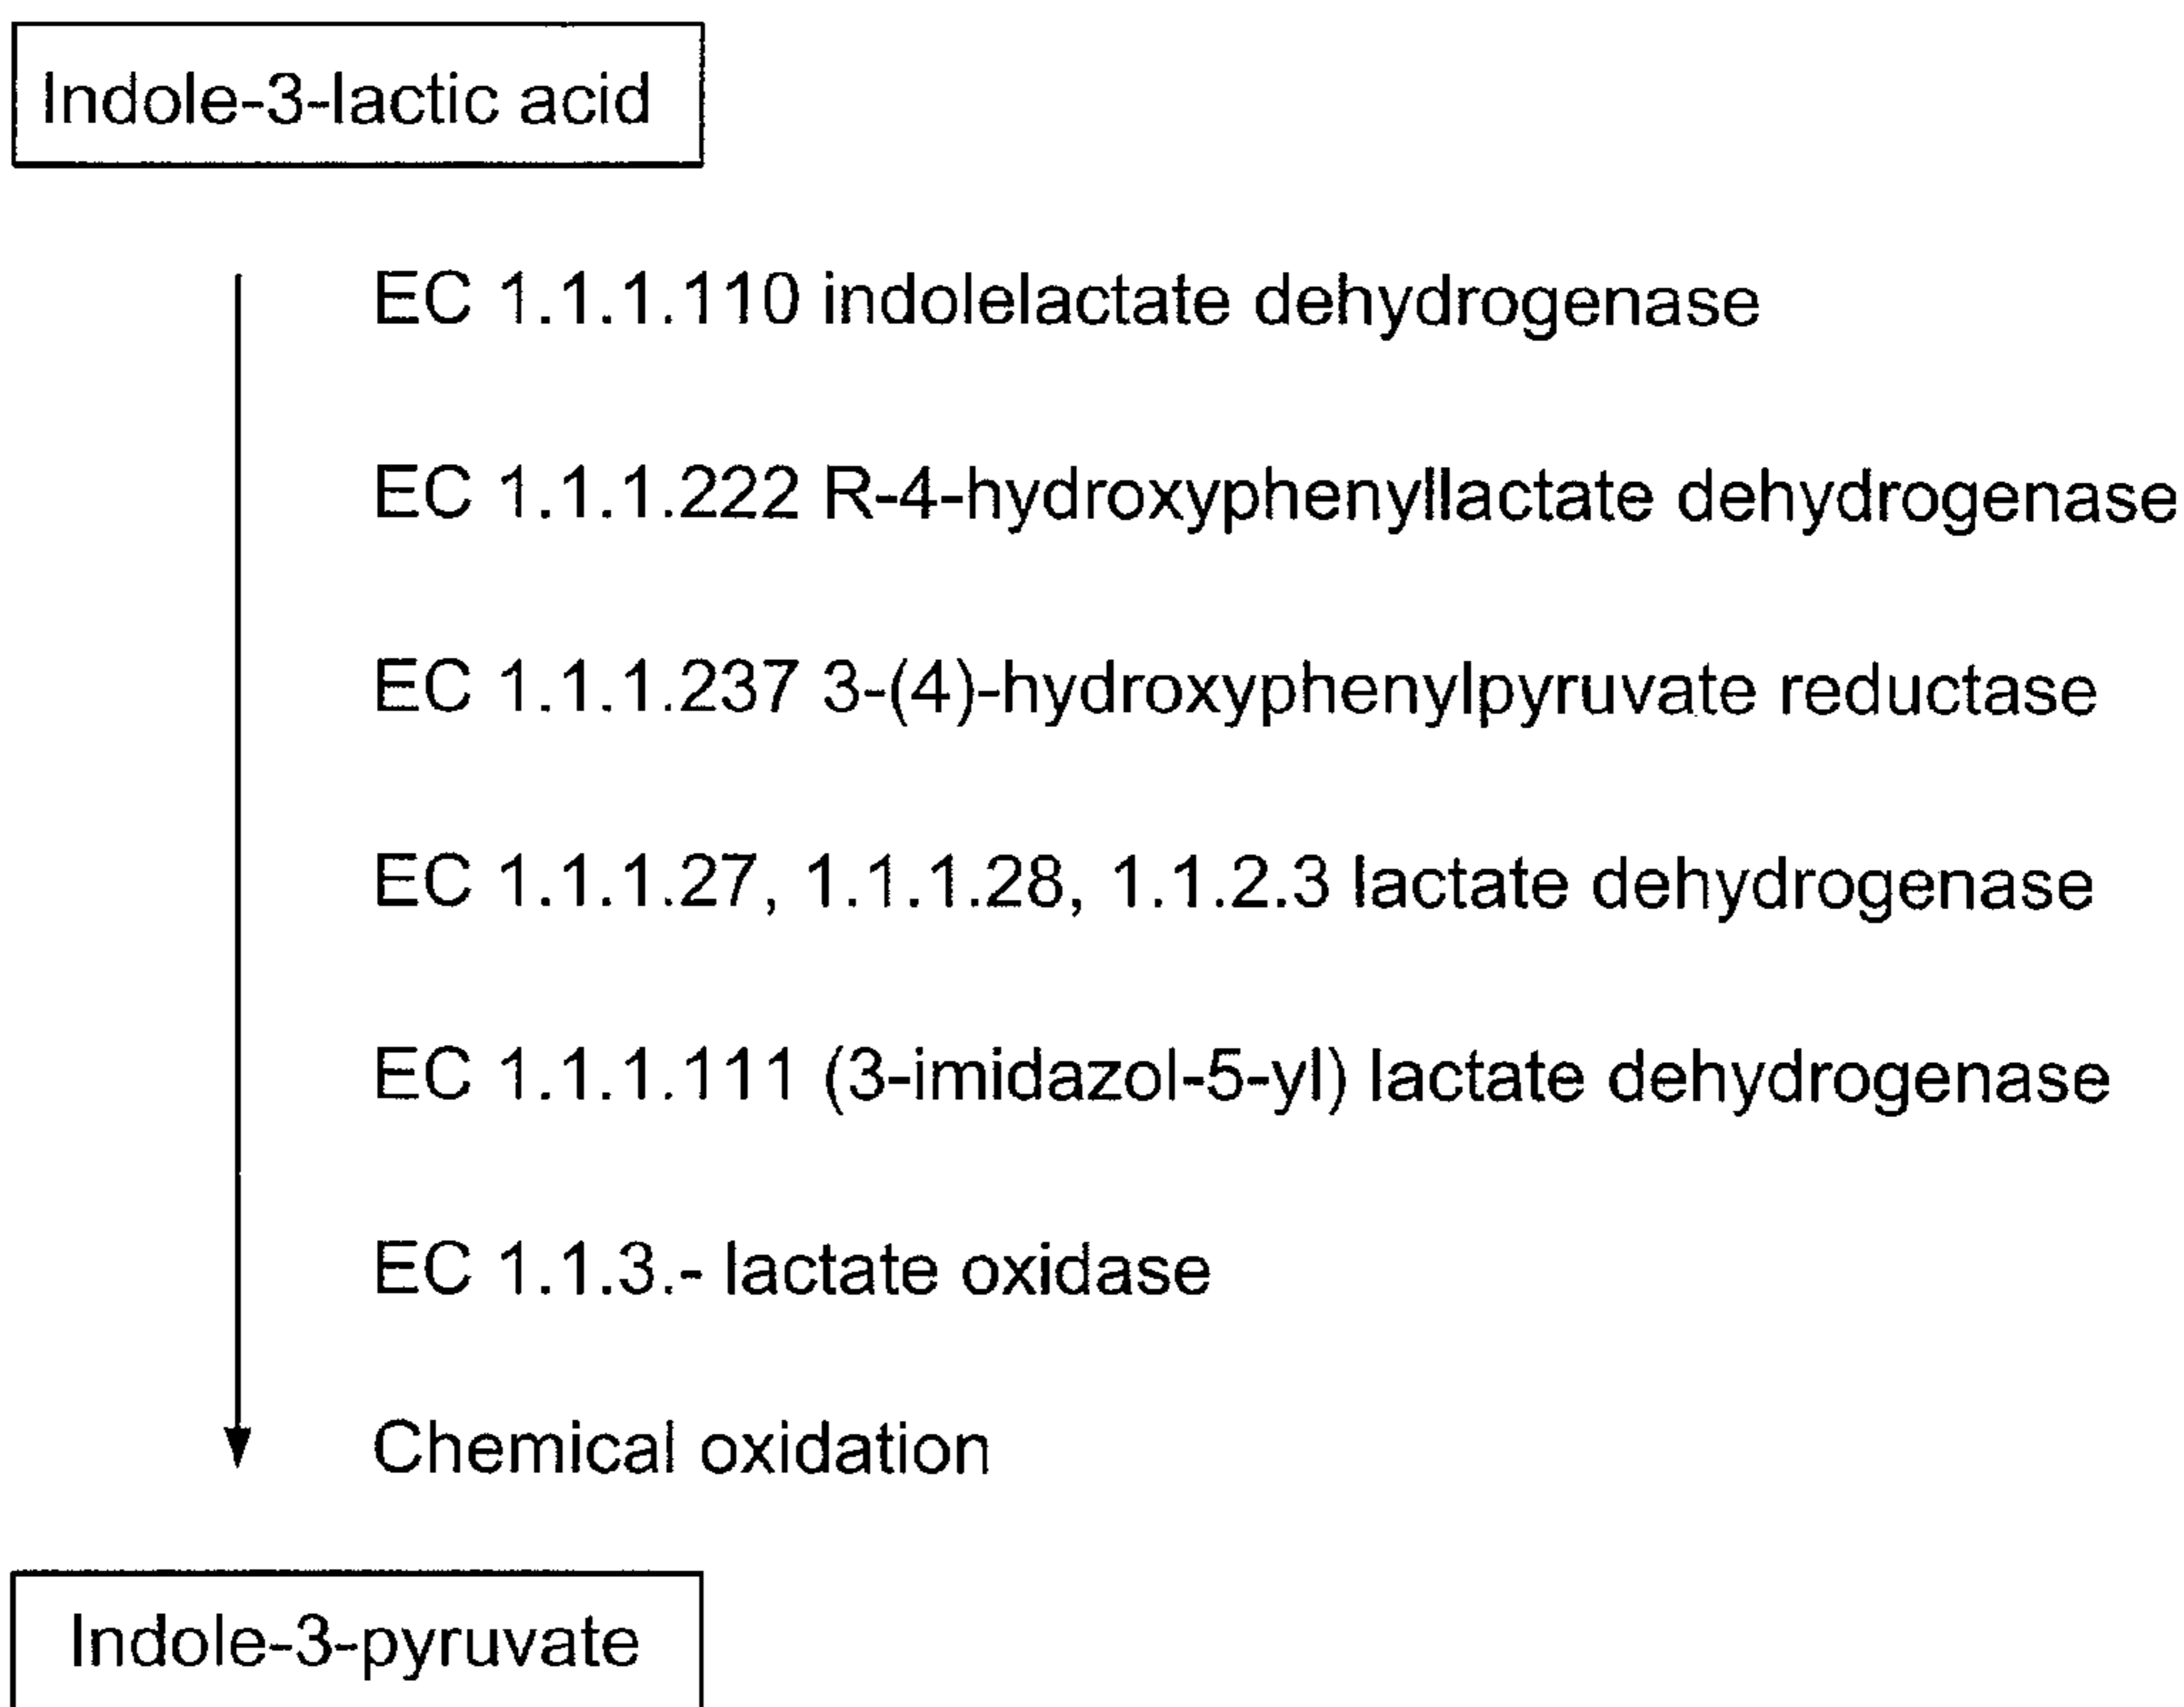 Indole-3-lactic acid
EC 1.1.1.110 indolelactate dehydrogenase
EC 1.1.1.222 R-4-hydroxyphenyllactate dehydrogenase
EC 1.1.1.237 3-(4)-hydroxyphenylpyruvate reductase
EC 1.1.1.27, 1.1.1.28, 1.1.2.3 lactate dehydrogenase
EC 1.1.1.111 (3-imidazol-5-yl) lactate dehydrogenase
EC 1.1.3.- lactate oxidase
Chemical oxidation
Indole-3-pyruvate